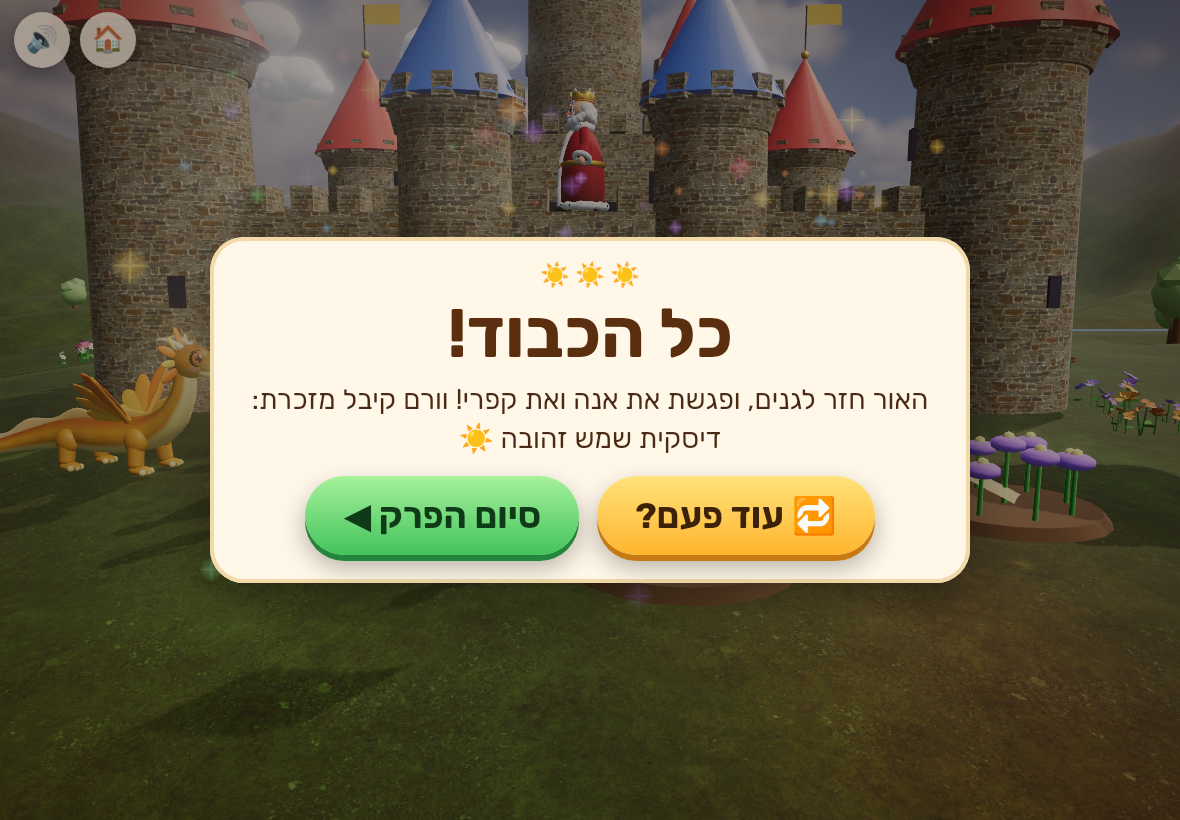 כל הכבוד!
האור חזר לגנים, ופגשת את אנה ואת קפרי! וורם קיבל מזכרת:
דיסקית שמש זהובה ☀️
🔁 עוד פעם?
סיום הפרק ◀